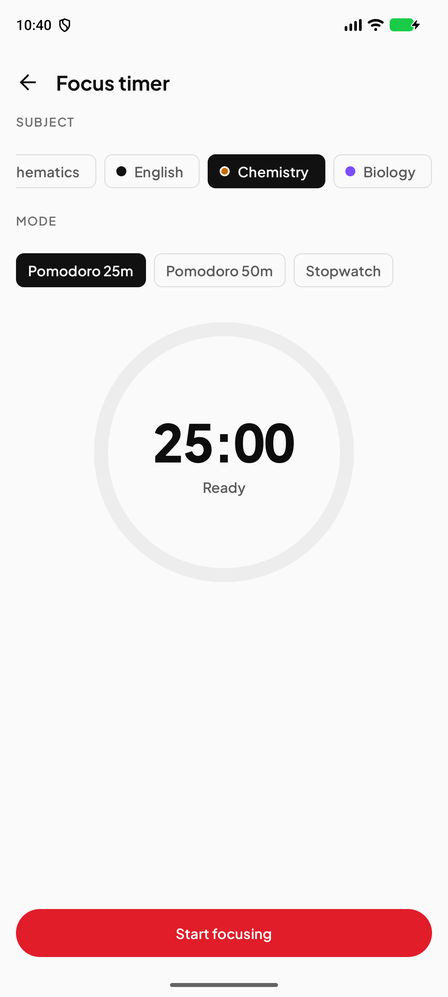 10:40
Focus timer
SUBJECT
hematics English Chemistry Biology
MODE
Pomodoro 25m Pomodoro 50m Stopwatch
25:00
Ready
Start focusing